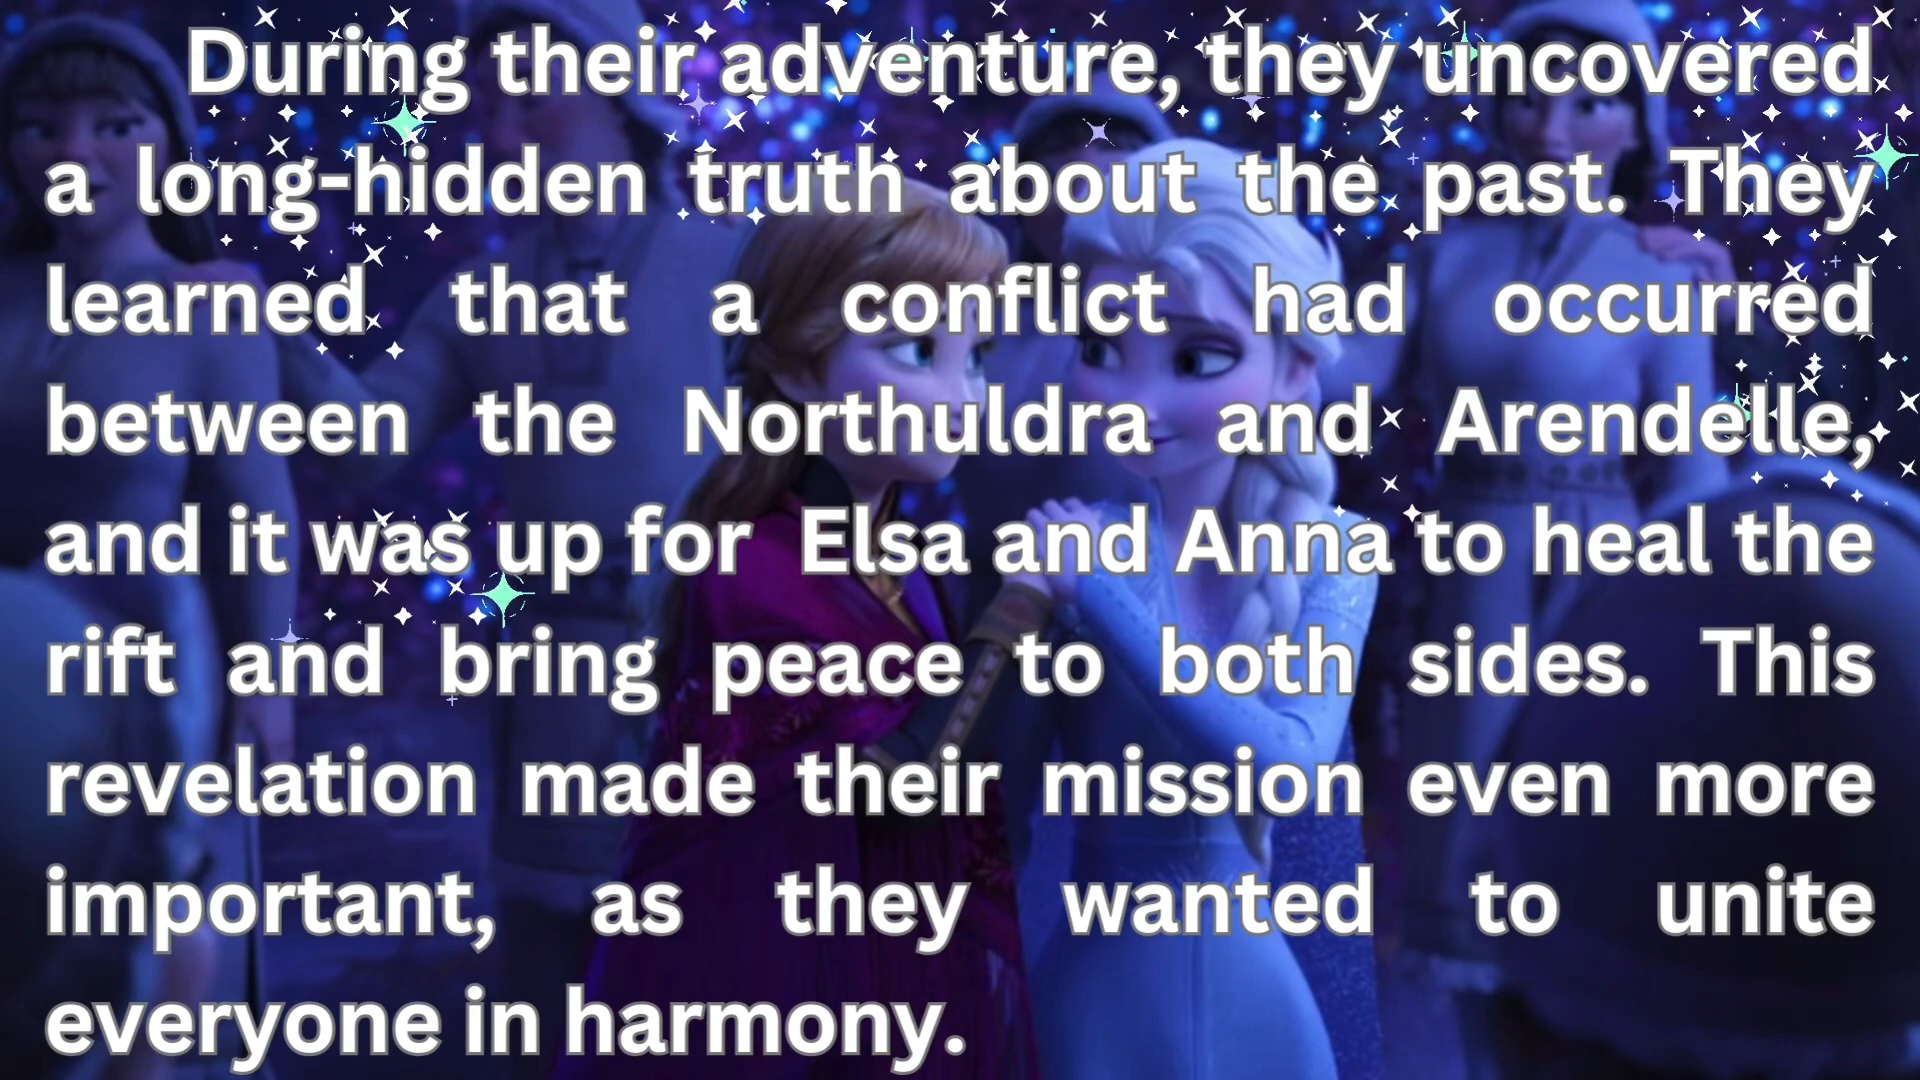 During their adventure, they uncovered
a long-hidden truth about the past. They
learned that a conflict had occurred
between the Northuldra and Arendelle,
and it was up for Elsa and Anna to heal the
rift and bring peace to both sides. This
revelation made their mission even more
important, as they wanted to unite
everyone in harmony.